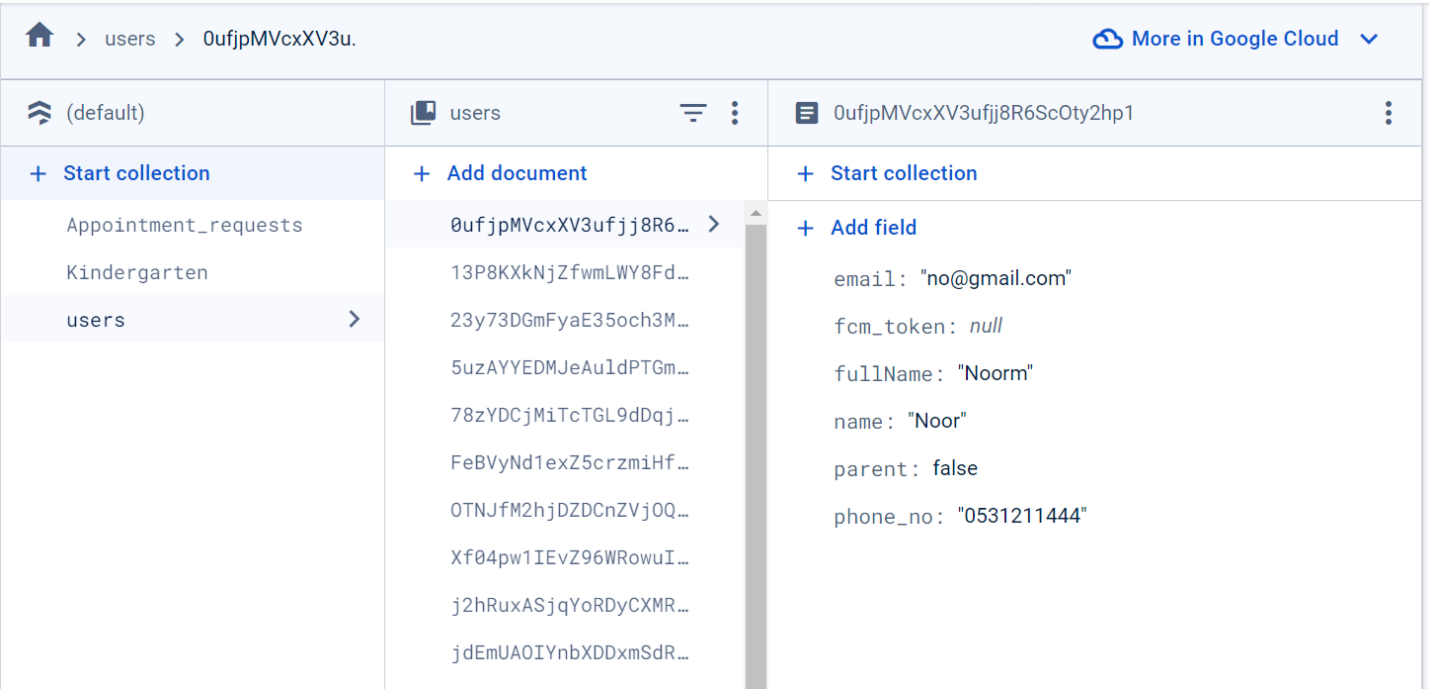 users 0ufjpMVcxXV3u.
More in Google Cloud
(default)
users
0ufjpMVcxXV3ufjj8R6ScOty2hp1
+ Start collection
+ Add document
+ Start collection
Appointment_requests
Kindergarten
users
0ufjpMVcxXV3ufjj8R6…
13P8KXkNjZfwmLWY8Fd…
23y73DGmFyaE35och3M…
5uzAYYEDMJeAuldPTGm…
78zYDCjMiTcTGL9dDqj…
FeBVyNd1exZ5crzmiHf…
OTNJfM2hjDZDCnZVjOQ…
Xf04pw1IEvZ96WRowuI…
j2hRuxASjqYoRDyCXMR…
jdEmUAOIYnbXDDxmSdR…
+ Add field
email: "no@gmail.com"
fcm_token: null
fullName: "Noorm"
name: "Noor"
parent: false
phone_no: "0531211444"